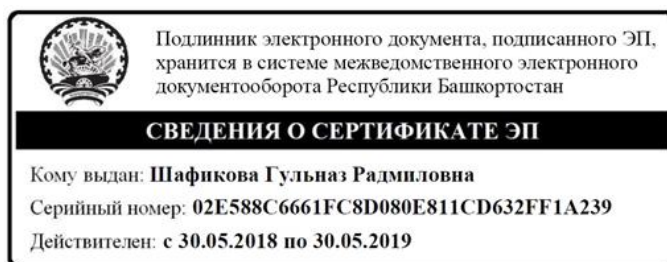 Подлинник электронного документа, подписанного ЭП,
хранится в системе межведомственного электронного
документооборота Республики Башкортостан
СВЕДЕНИЯ О СЕРТИФИКАТЕ ЭП
Кому выдан: Шафикова Гульназ Радмиловна
Серийный номер: 02E588C6661FC8D080E811CD632FF1A239
Действителен: с 30.05.2018 по 30.05.2019